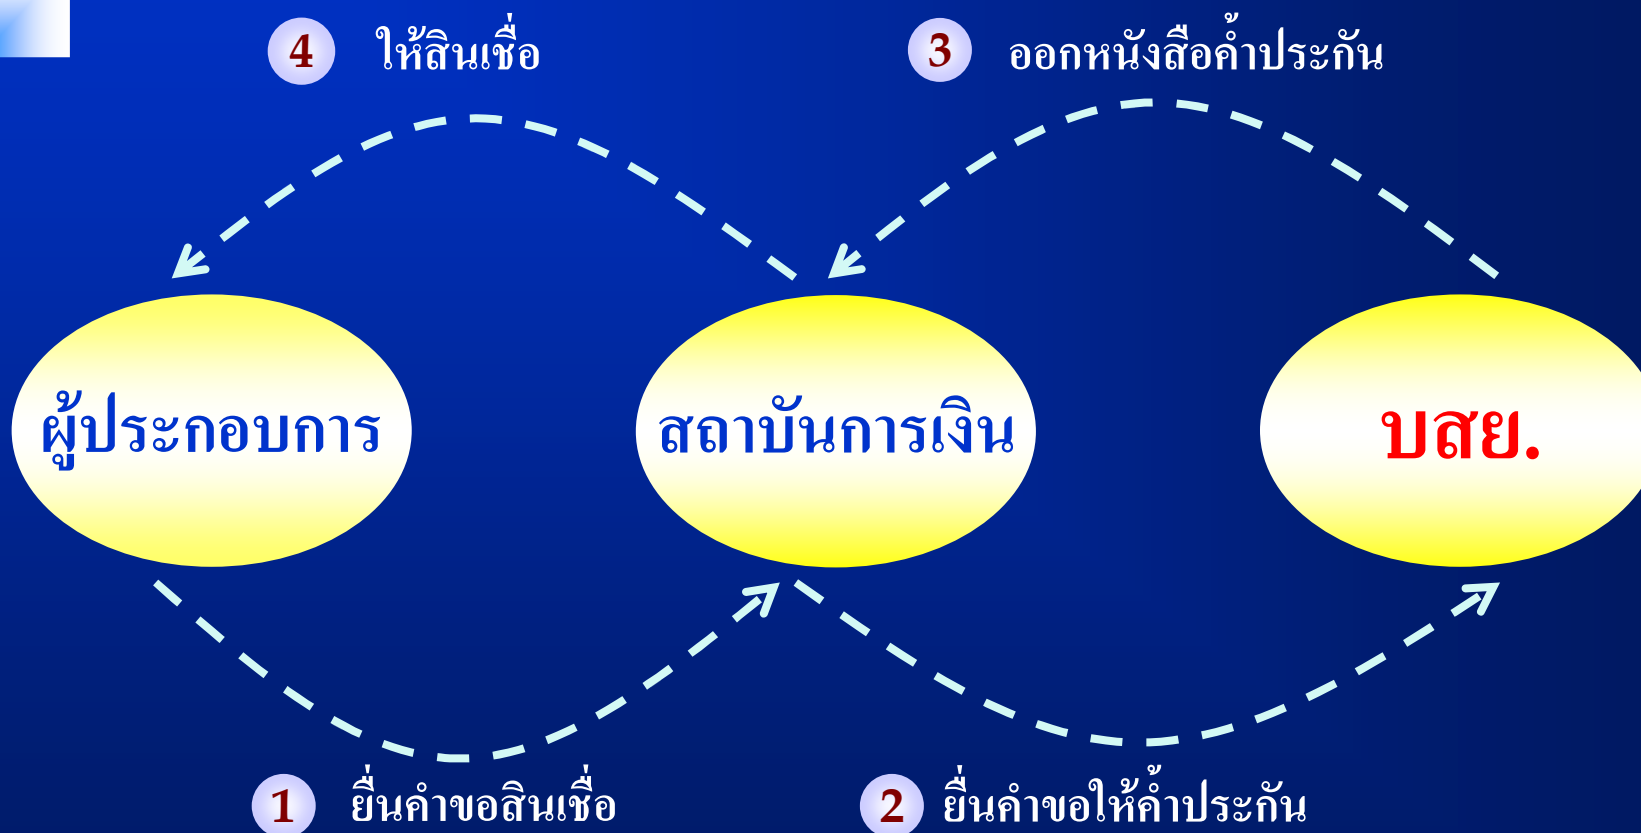 4 ให้สินเชื่อ
3 ออกหนังสือค้ำประกัน
ผู้ประกอบการ
สถาบันการเงิน
บสย.
1 ยื่นคำขอสินเชื่อ
2 ยื่นคำขอให้ค้ำประกัน